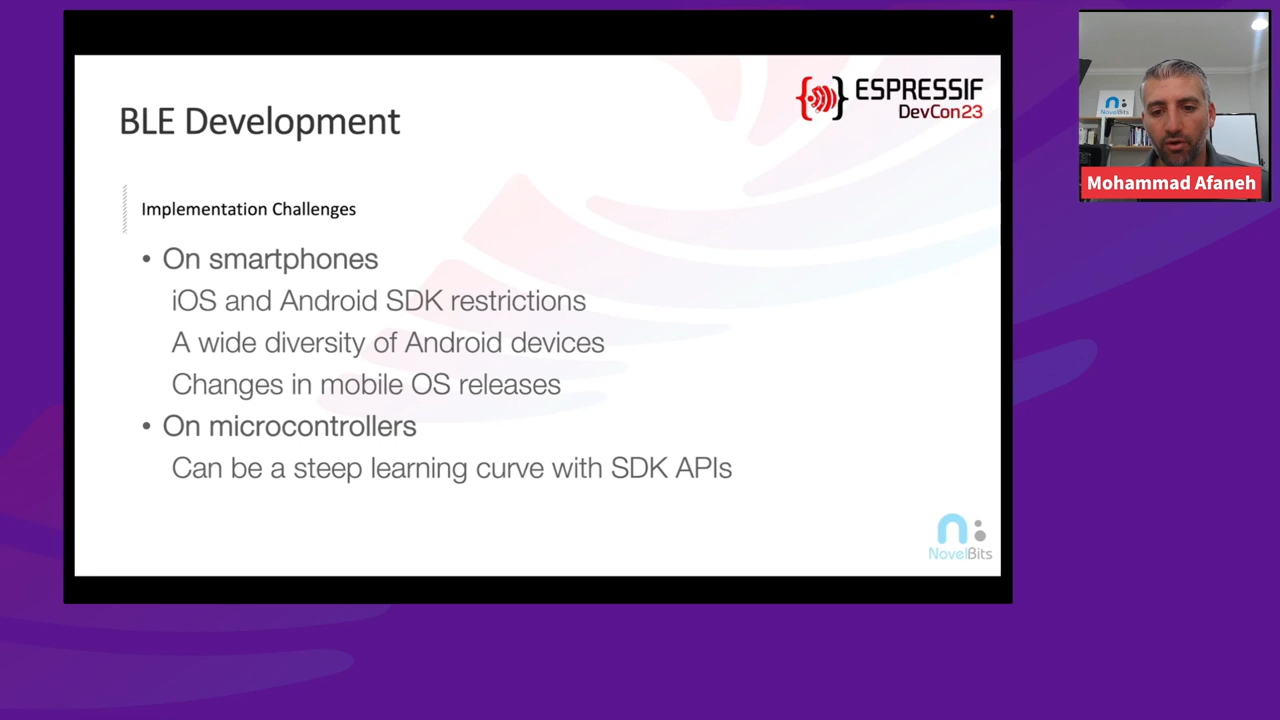 BLE Development
ESPRESSIF
DevCon23
Implementation Challenges
• On smartphones
iOS and Android SDK restrictions
A wide diversity of Android devices
Changes in mobile OS releases
• On microcontrollers
Can be a steep learning curve with SDK APIs
NovelBits
NovelBits
Mohammad Afaneh